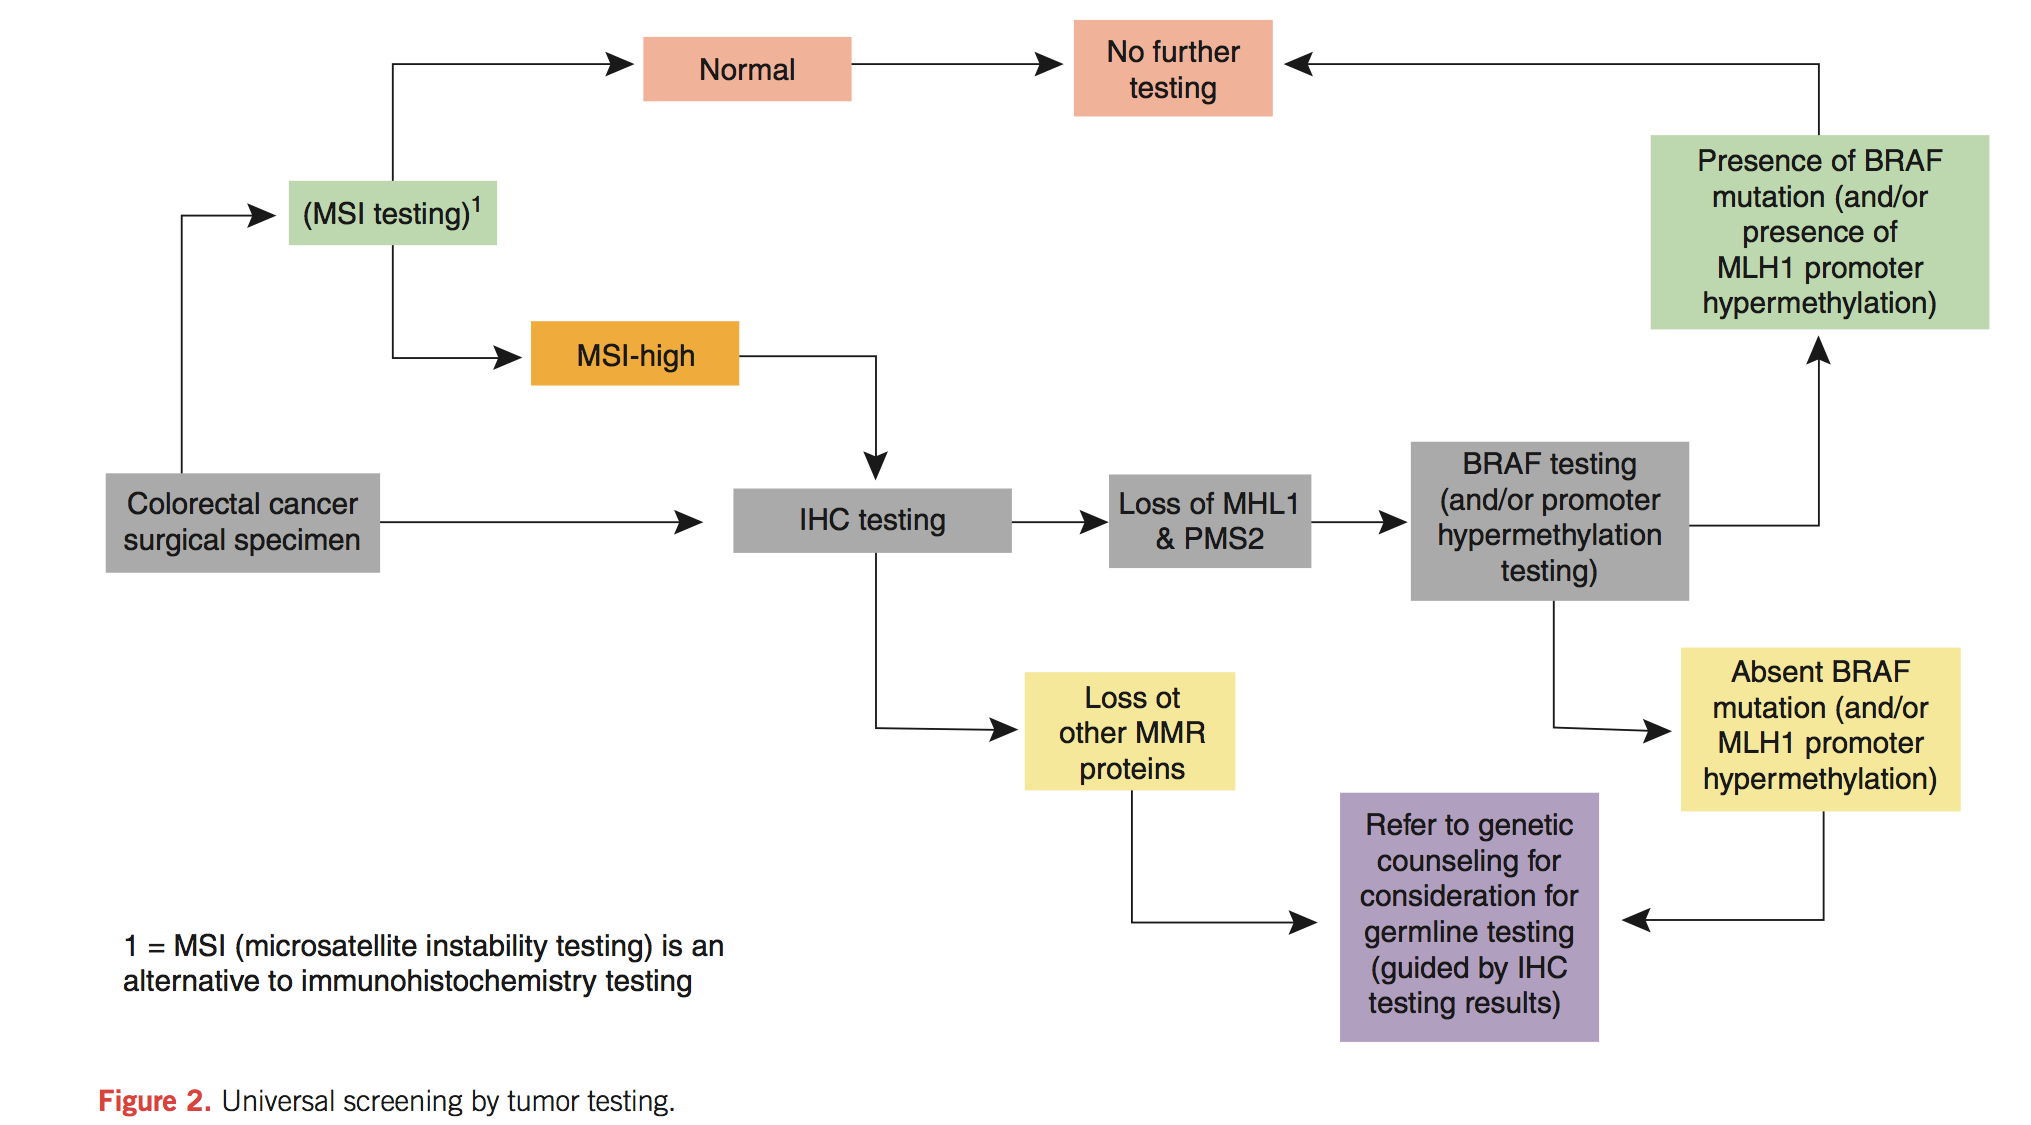 Normal
No further
testing
Presence of BRAF
mutation (and/or
presence of
MLH1 promoter
hypermethylation)
(MSI testing)1
MSI-high
Colorectal cancer
surgical specimen
IHC testing
Loss of MHL1
& PMS2
BRAF testing
(and/or promoter
hypermethylation
testing)
Loss ot
other MMR
proteins
Absent BRAF
mutation (and/or
MLH1 promoter
hypermethylation)
Refer to genetic
counseling for
consideration for
germline testing
(guided by IHC
testing results)
1 = MSI (microsatellite instability testing) is an
alternative to immunohistochemistry testing
Figure 2. Universal screening by tumor testing.